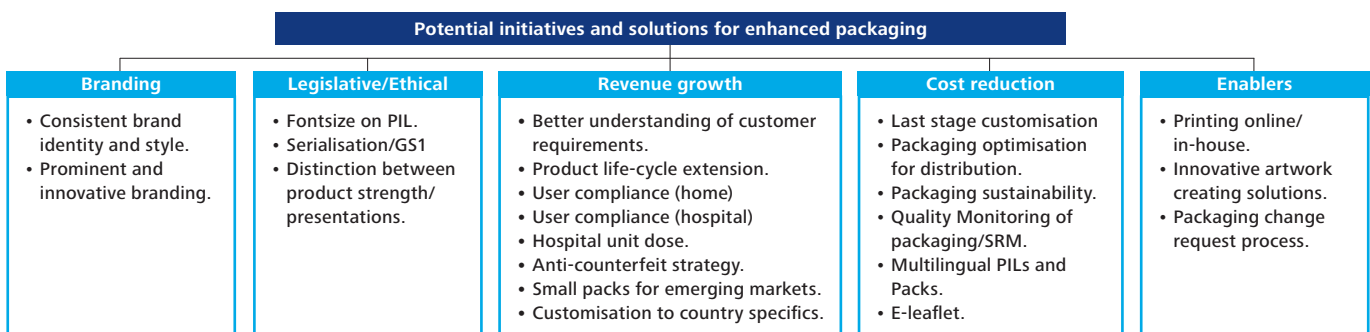 Potential initiatives and solutions for enhanced packaging
Branding
• Consistent brand
identity and style.
• Prominent and
innovative branding.
Legislative/Ethical
• Fontsize on PIL.
• Serialisation/GS1
• Distinction between
product strength/
presentations.
Revenue growth
• Better understanding of customer
requirements.
• Product life-cycle extension.
• User compliance (home)
• User compliance (hospital)
• Hospital unit dose.
• Anti-counterfeit strategy.
• Small packs for emerging markets.
• Customisation to country specifics.
Cost reduction
• Last stage customisation
• Packaging optimisation
for distribution.
• Packaging sustainability.
• Quality Monitoring of
packaging/SRM.
• Multilingual PILs and
Packs.
• E-leaflet.
Enablers
• Printing online/
in-house.
• Innovative artwork
creating solutions.
• Packaging change
request process.